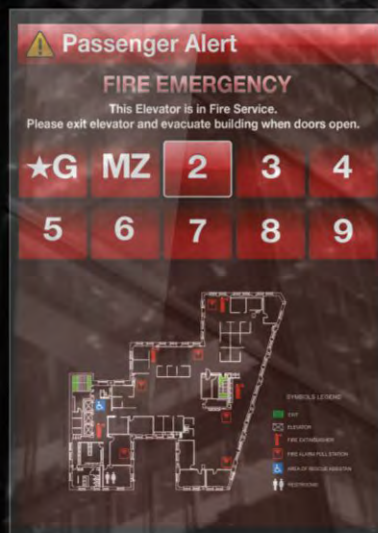 Passenger Alert
FIRE EMERGENCY
This Elevator is in Fire Service.
Please exit elevator and evacuate building when doors open.
★G MZ 2 3 4
5 6 7 8 9
SYMBOLS LEGEND
EXIT
ELEVATOR
FIRE EXTINGUISHER
FIRE ALARM PULL STATION
AREA OF RESCUE ASSISTAN
RESTROOMS